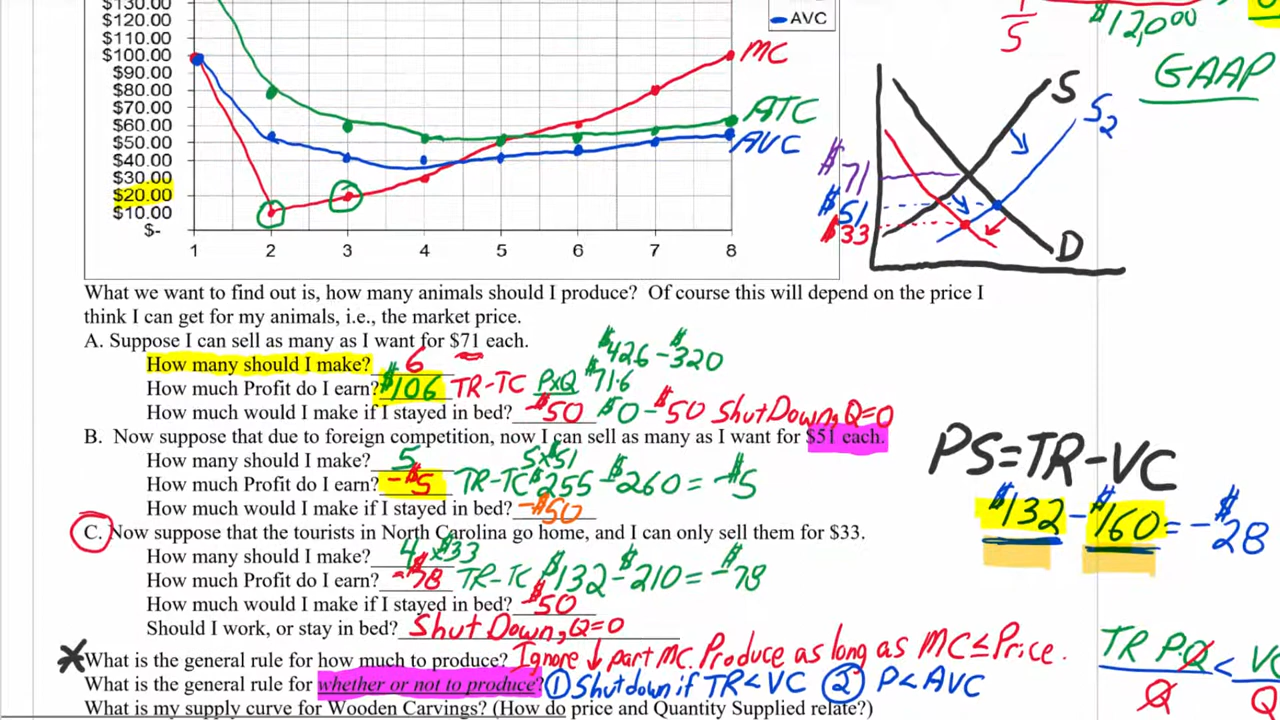 $130.00
$120.00
$110.00
$100.00
$90.00
$80.00
$70.00
$60.00
$50.00
$40.00
$30.00
$20.00
$10.00
$-
1 2 3 4 5 6 7 8
AVC
MC
ATC
AVC
1/5
$12,000
GAAP
S
S2
D
$71
$51
$33
What we want to find out is, how many animals should I produce? Of course this will depend on the price I
think I can get for my animals, i.e., the market price.
A. Suppose I can sell as many as I want for $71 each.
$426 - $320
How many should I make? 6
How much Profit do I earn? $106 TR-TC PxQ $71·6
How much would I make if I stayed in bed? -$50 $0 - $50 Shut Down, Q=0
B. Now suppose that due to foreign competition, now I can sell as many as I want for $51 each.
How many should I make? 5 5x$51
How much Profit do I earn? -$5 TR-TC $255 - $260 = -$5
How much would I make if I stayed in bed? -$50
C. Now suppose that the tourists in North Carolina go home, and I can only sell them for $33.
How many should I make? 4 x $33
How much Profit do I earn? -$78 TR-TC $132 - $210 = -$78
How much would I make if I stayed in bed? -$50
Should I work, or stay in bed? Shut Down, Q=0
PS=TR-VC
$132 - $160 = -$28
What is the general rule for how much to produce? Ignore ↓ part MC. Produce as long as MC≤Price.
What is the general rule for whether or not to produce? ① Shutdown if TR<VC ② P<AVC
TR P.Q < VC
Q Q
What is my supply curve for Wooden Carvings? (How do price and Quantity Supplied relate?)